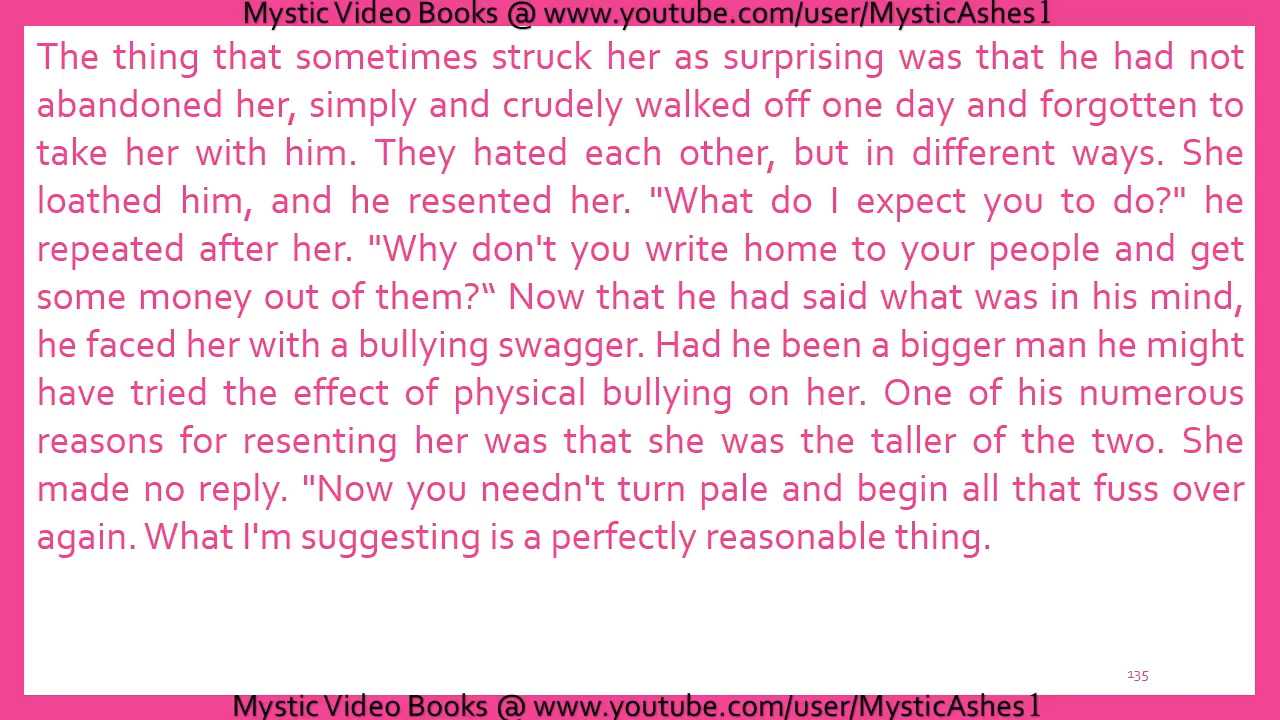 Mystic Video Books @ www.youtube.com/user/MysticAshes1
The thing that sometimes struck her as surprising was that he had not
abandoned her, simply and crudely walked off one day and forgotten to
take her with him. They hated each other, but in different ways. She
loathed him, and he resented her. "What do I expect you to do?" he
repeated after her. "Why don't you write home to your people and get
some money out of them?“ Now that he had said what was in his mind,
he faced her with a bullying swagger. Had he been a bigger man he might
have tried the effect of physical bullying on her. One of his numerous
reasons for resenting her was that she was the taller of the two. She
made no reply. "Now you needn't turn pale and begin all that fuss over
again. What I'm suggesting is a perfectly reasonable thing.
135
Mystic Video Books @ www.youtube.com/user/MysticAshes1